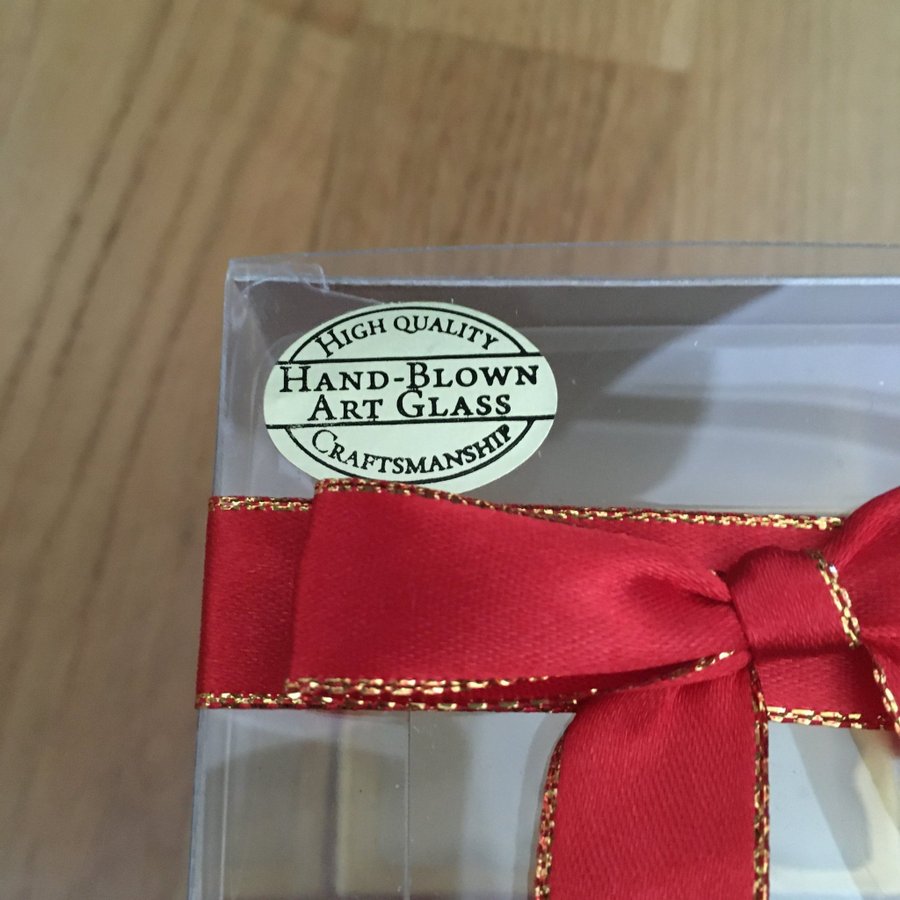 HIGH QUALITY
HAND-BLOWN
ART GLASS
CRAFTSMANSHIP